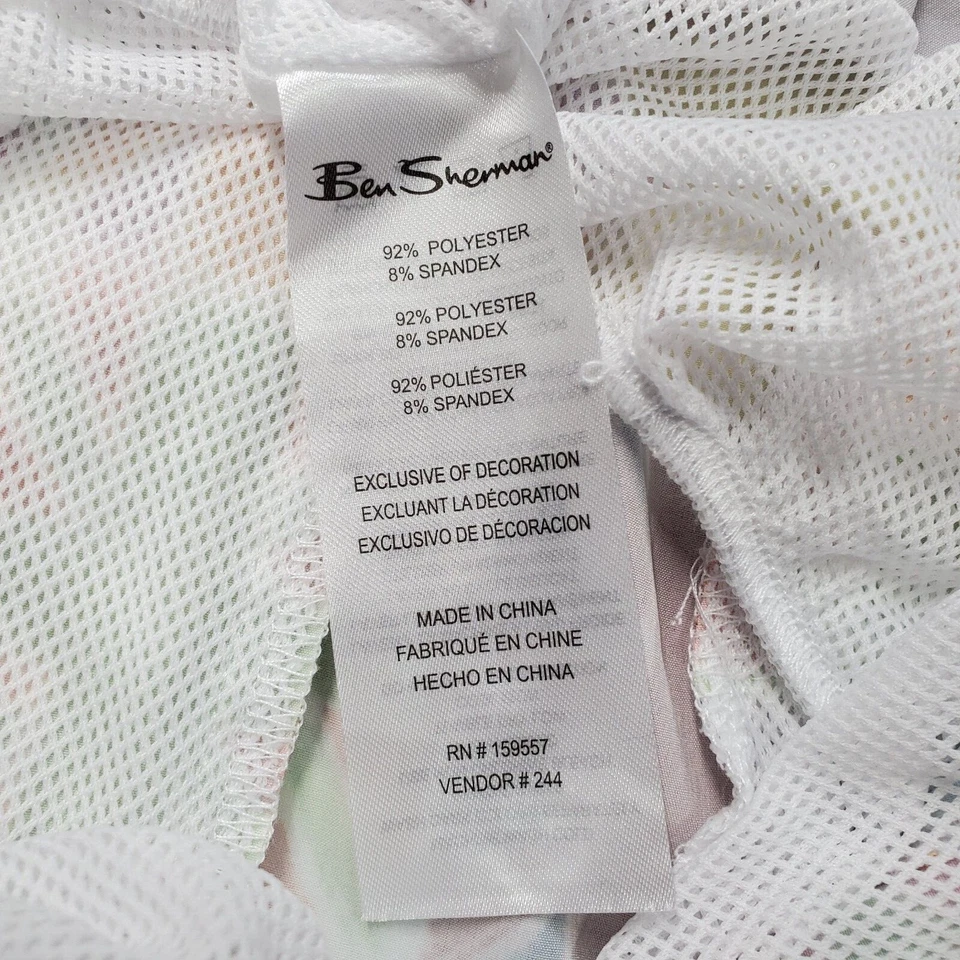 Ben Sherman®
92% POLYESTER
8% SPANDEX
92% POLYESTER
8% SPANDEX
92% POLIÉSTER
8% SPANDEX
EXCLUSIVE OF DECORATION
EXCLUANT LA DÉCORATION
EXCLUSIVO DE DÉCORACION
MADE IN CHINA
FABRIQUÉ EN CHINE
HECHO EN CHINA
RN # 159557
VENDOR # 244